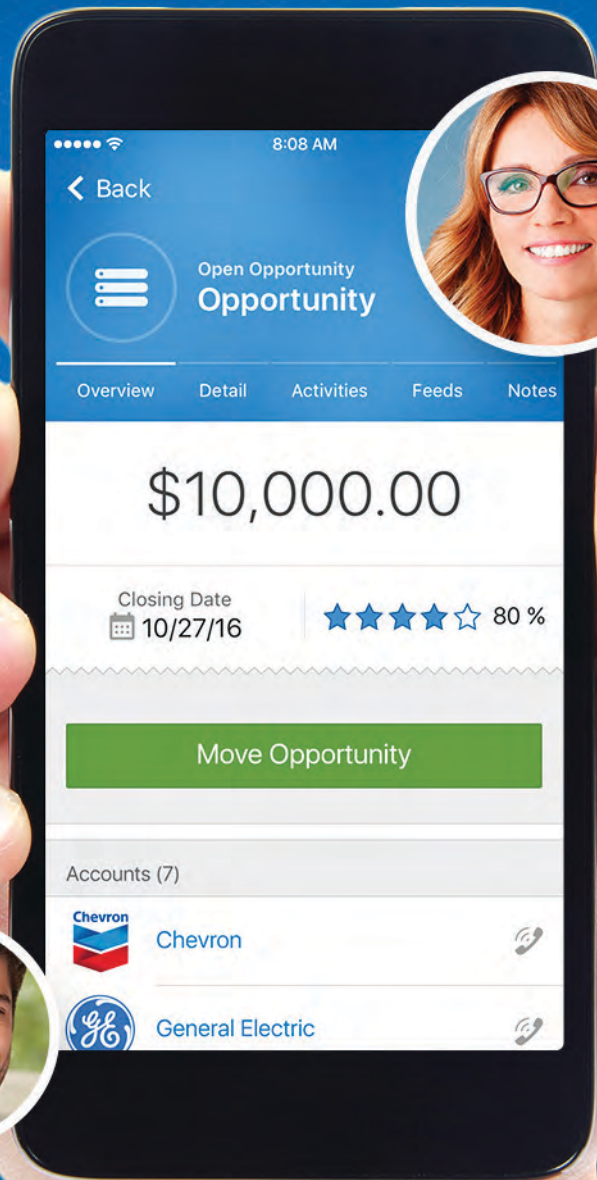 8:08 AM
Back
Open Opportunity
Opportunity
Overview Detail Activities Feeds Notes
$10,000.00
Closing Date
10/27/16
80 %
Move Opportunity
Accounts (7)
Chevron
Chevron
GE
General Electric